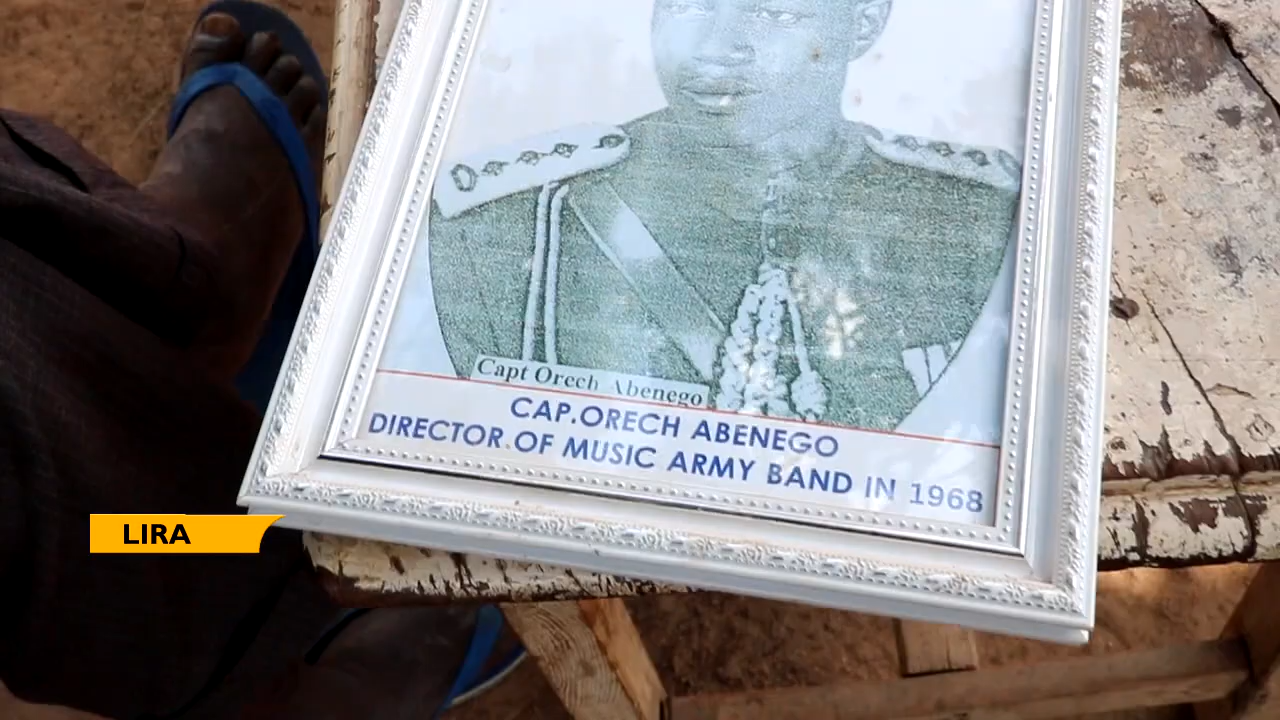 Capt Orech Abenego
CAP.ORECH ABENEGO
DIRECTOR OF MUSIC ARMY BAND IN 1968
LIRA